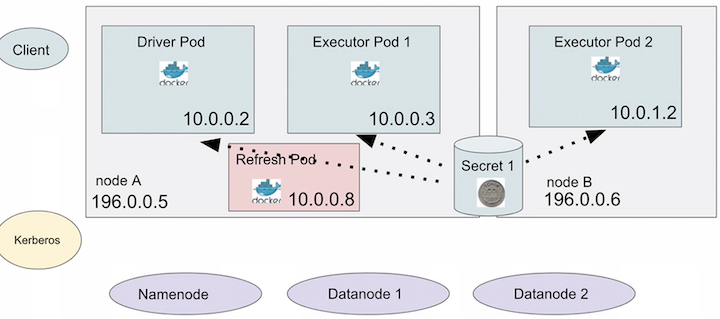 Client
Driver Pod
docker
10.0.0.2
Executor Pod 1
docker
10.0.0.3
Executor Pod 2
docker
10.0.1.2
Refresh Pod
docker
10.0.0.8
Secret 1
node A
196.0.0.5
node B
196.0.0.6
Kerberos
Namenode
Datanode 1
Datanode 2